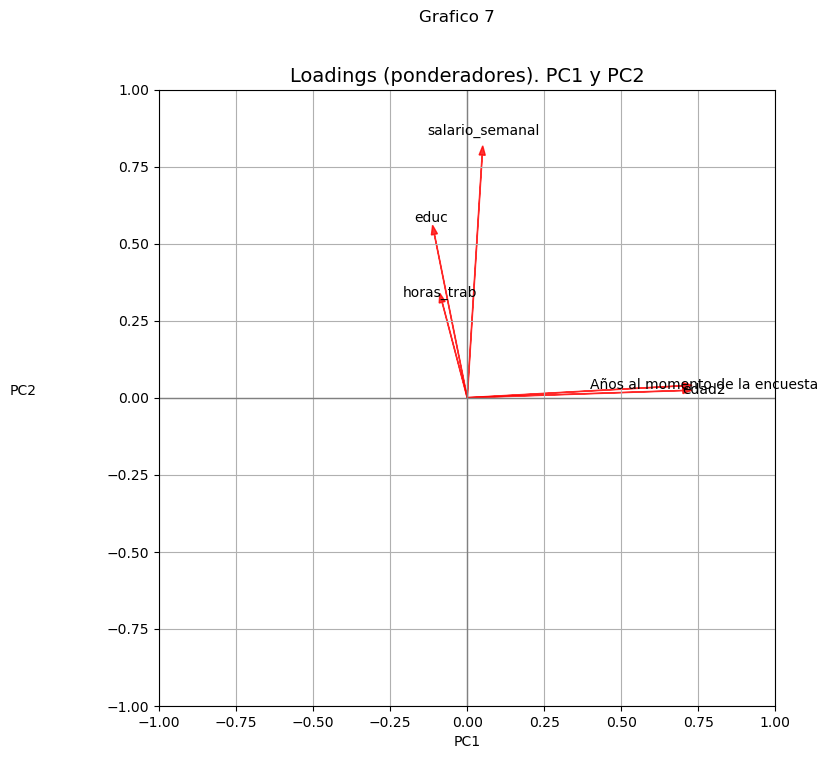 Grafico 7
Loadings (ponderadores). PC1 y PC2
1.00
salario_semanal
0.75
educ
0.50
horas_trab
0.25
Años al momento de la encuesta
edad2
PC2
0.00
−0.25
−0.50
−0.75
−1.00
−1.00 −0.75 −0.50 −0.25 0.00 0.25 0.50 0.75 1.00
PC1